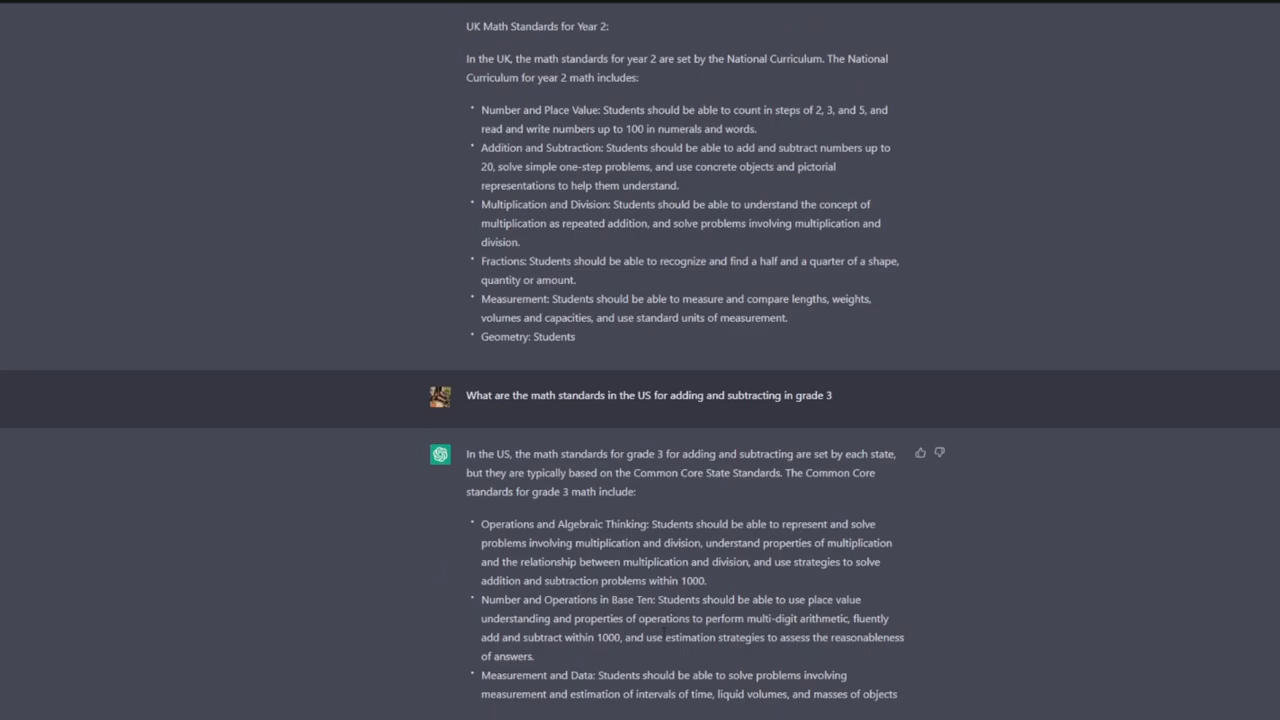 UK Math Standards for Year 2:
In the UK, the math standards for year 2 are set by the National Curriculum. The National
Curriculum for year 2 math includes:
• Number and Place Value: Students should be able to count in steps of 2, 3, and 5, and
read and write numbers up to 100 in numerals and words.
• Addition and Subtraction: Students should be able to add and subtract numbers up to
20, solve simple one-step problems, and use concrete objects and pictorial
representations to help them understand.
• Multiplication and Division: Students should be able to understand the concept of
multiplication as repeated addition, and solve problems involving multiplication and
division.
• Fractions: Students should be able to recognize and find a half and a quarter of a shape,
quantity or amount.
• Measurement: Students should be able to measure and compare lengths, weights,
volumes and capacities, and use standard units of measurement.
• Geometry: Students
What are the math standards in the US for adding and subtracting in grade 3
In the US, the math standards for grade 3 for adding and subtracting are set by each state,
but they are typically based on the Common Core State Standards. The Common Core
standards for grade 3 math include:
• Operations and Algebraic Thinking: Students should be able to represent and solve
problems involving multiplication and division, understand properties of multiplication
and the relationship between multiplication and division, and use strategies to solve
addition and subtraction problems within 1000.
• Number and Operations in Base Ten: Students should be able to use place value
understanding and properties of operations to perform multi-digit arithmetic, fluently
add and subtract within 1000, and use estimation strategies to assess the reasonableness
of answers.
• Measurement and Data: Students should be able to solve problems involving
measurement and estimation of intervals of time, liquid volumes, and masses of objects